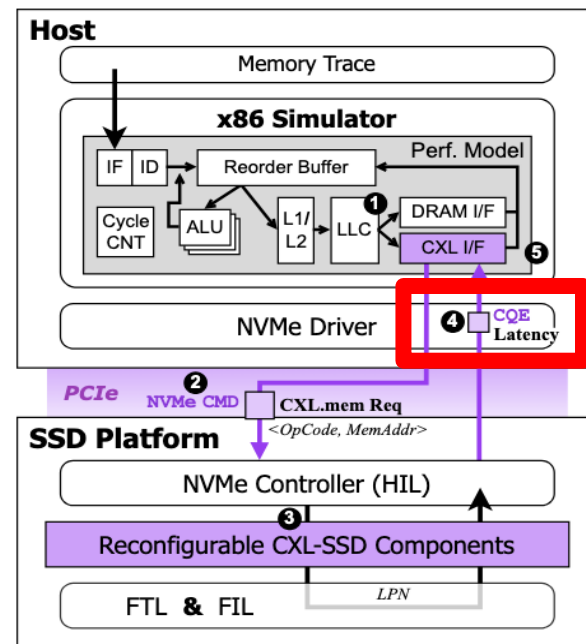 Host
Memory Trace
x86 Simulator
Perf. Model
IF ID
Reorder Buffer
Cycle
CNT
ALU
L1/
L2
LLC
1
DRAM I/F
CXL I/F
5
NVMe Driver
4
CQE
Latency
PCIe
2
NVMe CMD
CXL.mem Req
<OpCode, MemAddr>
SSD Platform
NVMe Controller (HIL)
3
Reconfigurable CXL-SSD Components
LPN
FTL & FIL